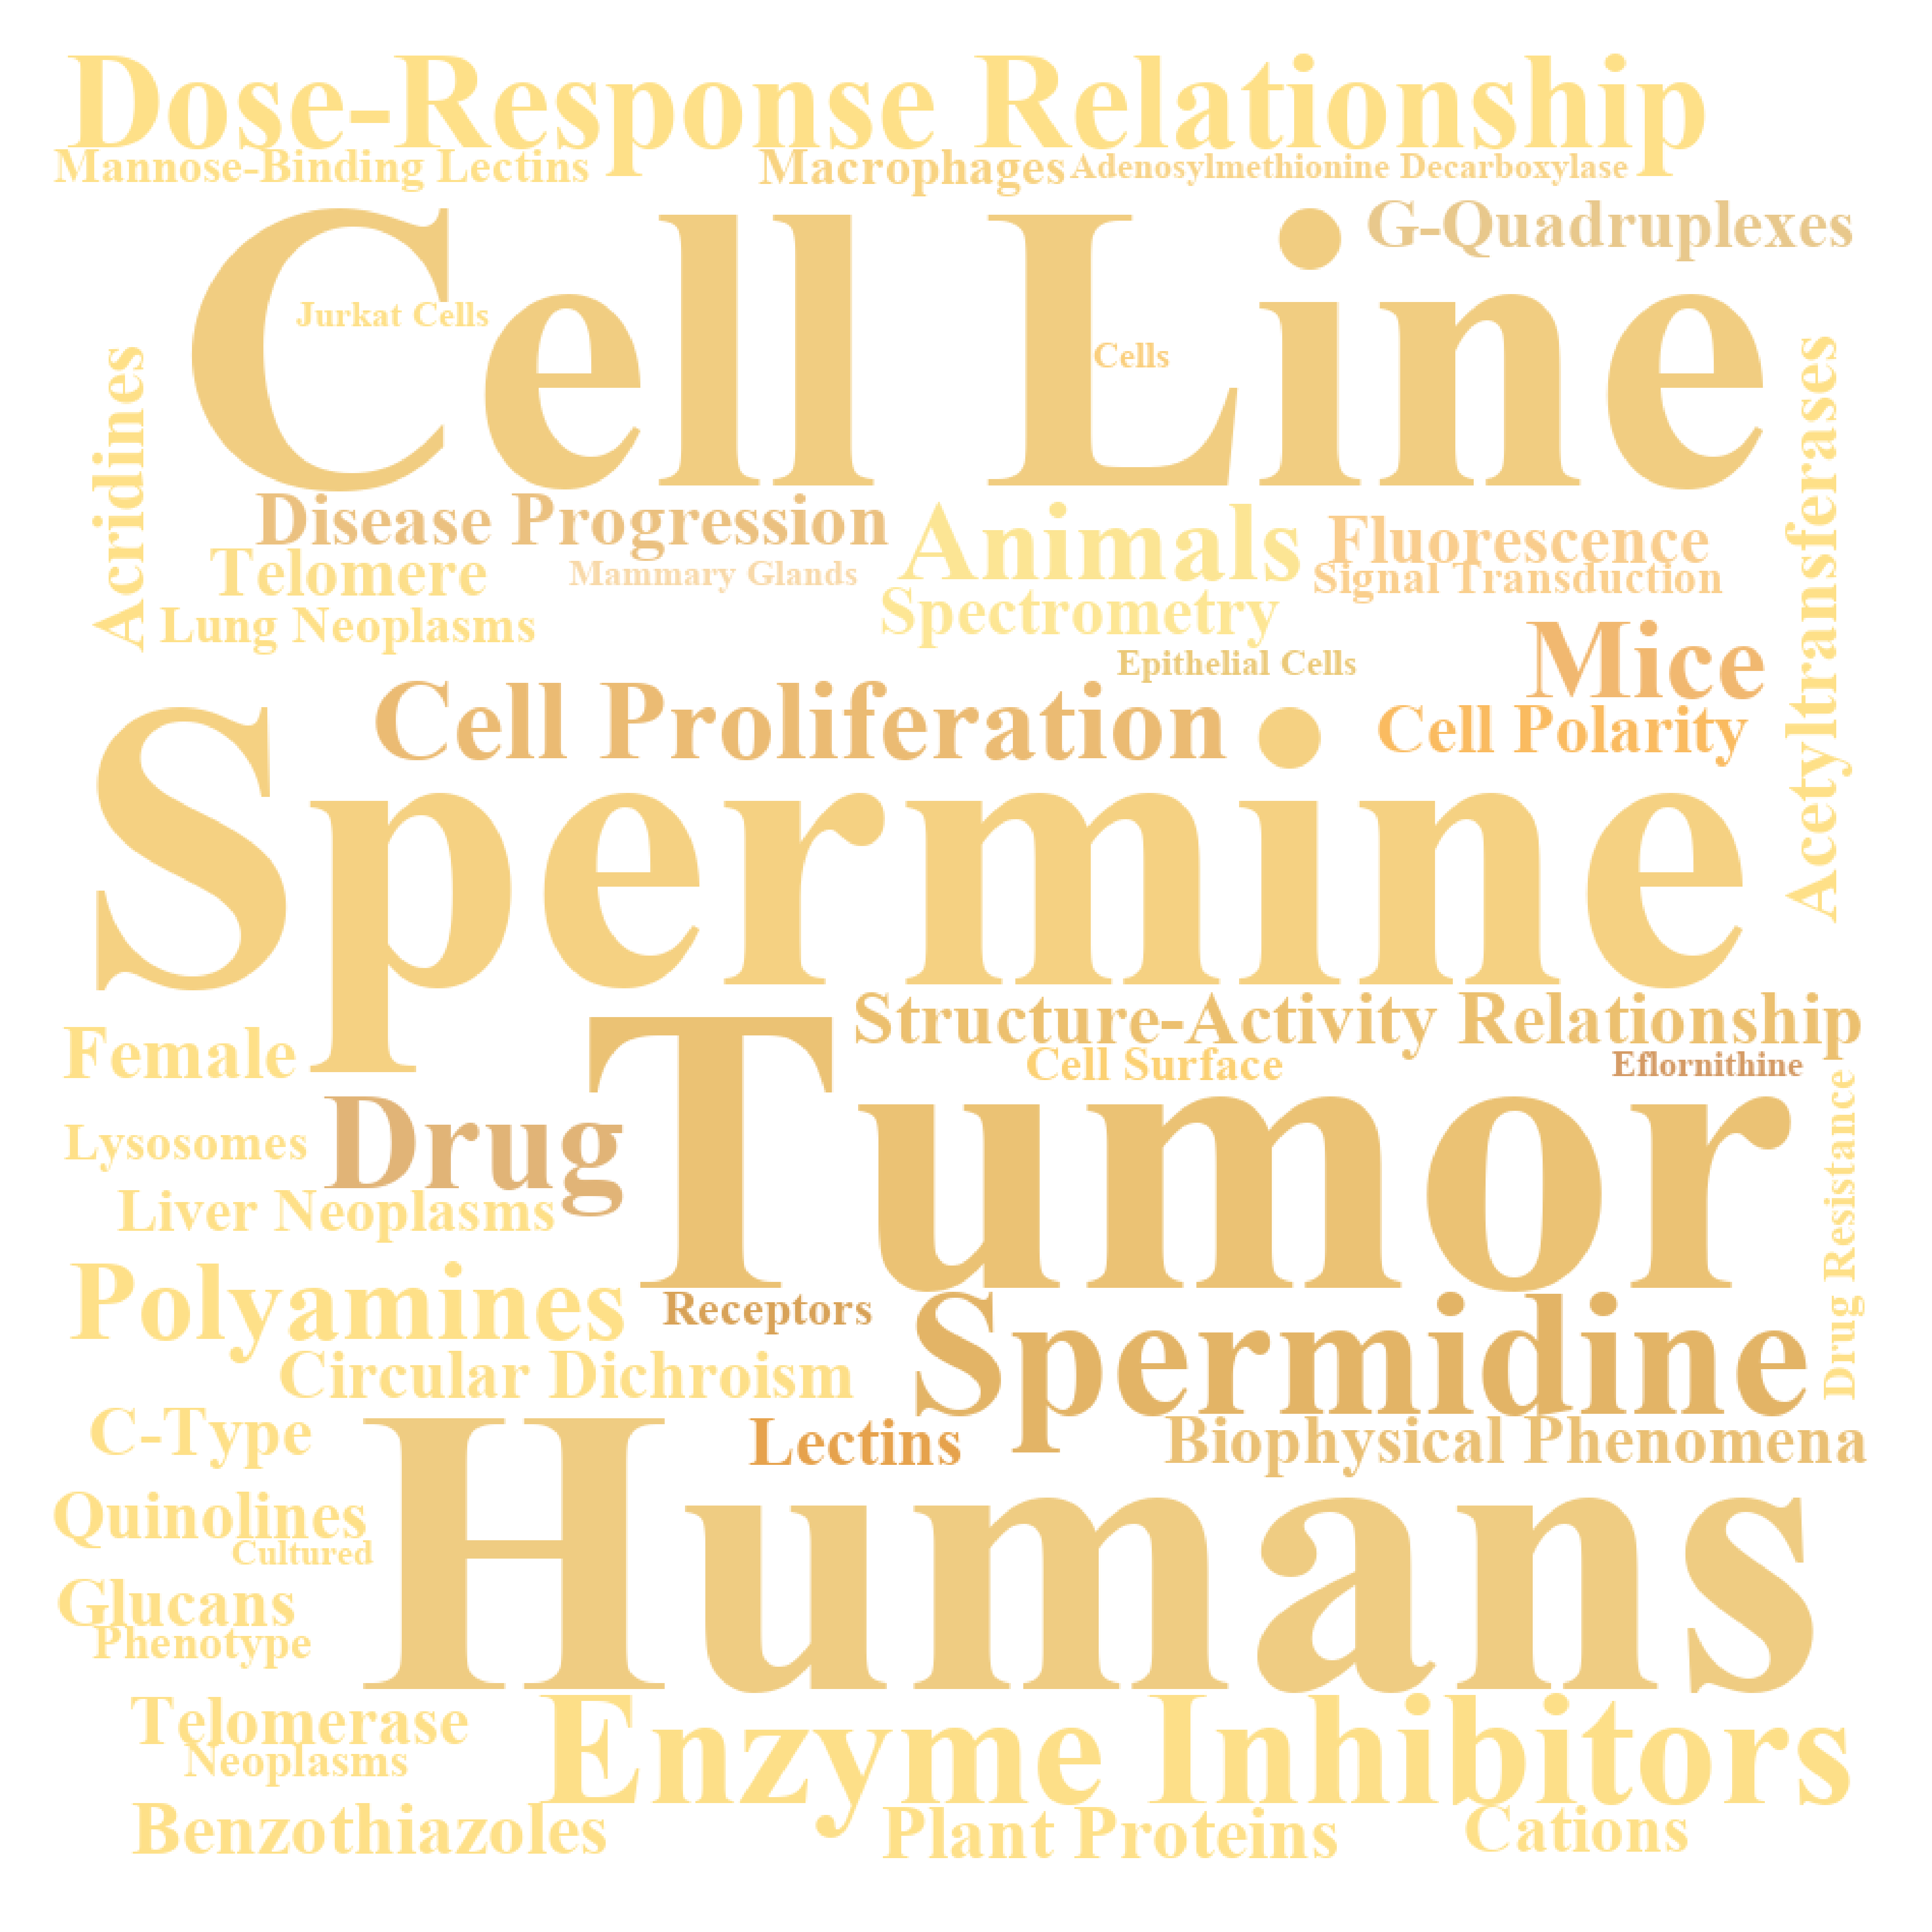 Dose-Response Relationship
Mannose-Binding Lectins
Macrophages
Adenosylmethionine Decarboxylase
G-Quadruplexes
Cell Line
Jurkat Cells
Cells
Acridines
Acetyltransferases
Disease Progression
Animals
Fluorescence
Telomere
Mammary Glands
Signal Transduction
Lung Neoplasms
Spectrometry
Epithelial Cells
Mice
Cell Proliferation
Cell Polarity
Spermine
Structure-Activity Relationship
Female
Cell Surface
Eflornithine
Tumor
Drug
Lysosomes
Liver Neoplasms
Drug Resistance
Polyamines
Receptors
Spermidine
Circular Dichroism
C-Type
Lectins
Biophysical Phenomena
Humans
Quinolines
Cultured
Glucans
Phenotype
Telomerase
Neoplasms
Enzyme Inhibitors
Benzothiazoles
Plant Proteins
Cations